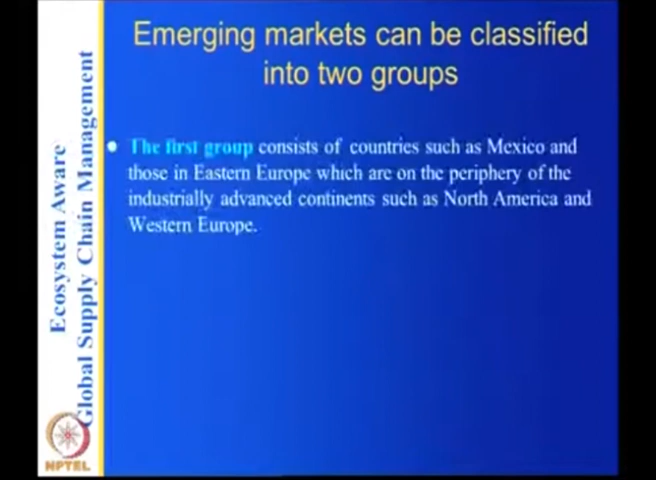 Emerging markets can be classified
into two groups
The first group consists of countries such as Mexico and
those in Eastern Europe which are on the periphery of the
industrially advanced continents such as North America and
Western Europe.
Ecosystem Aware
Global Supply Chain Management
NPTEL